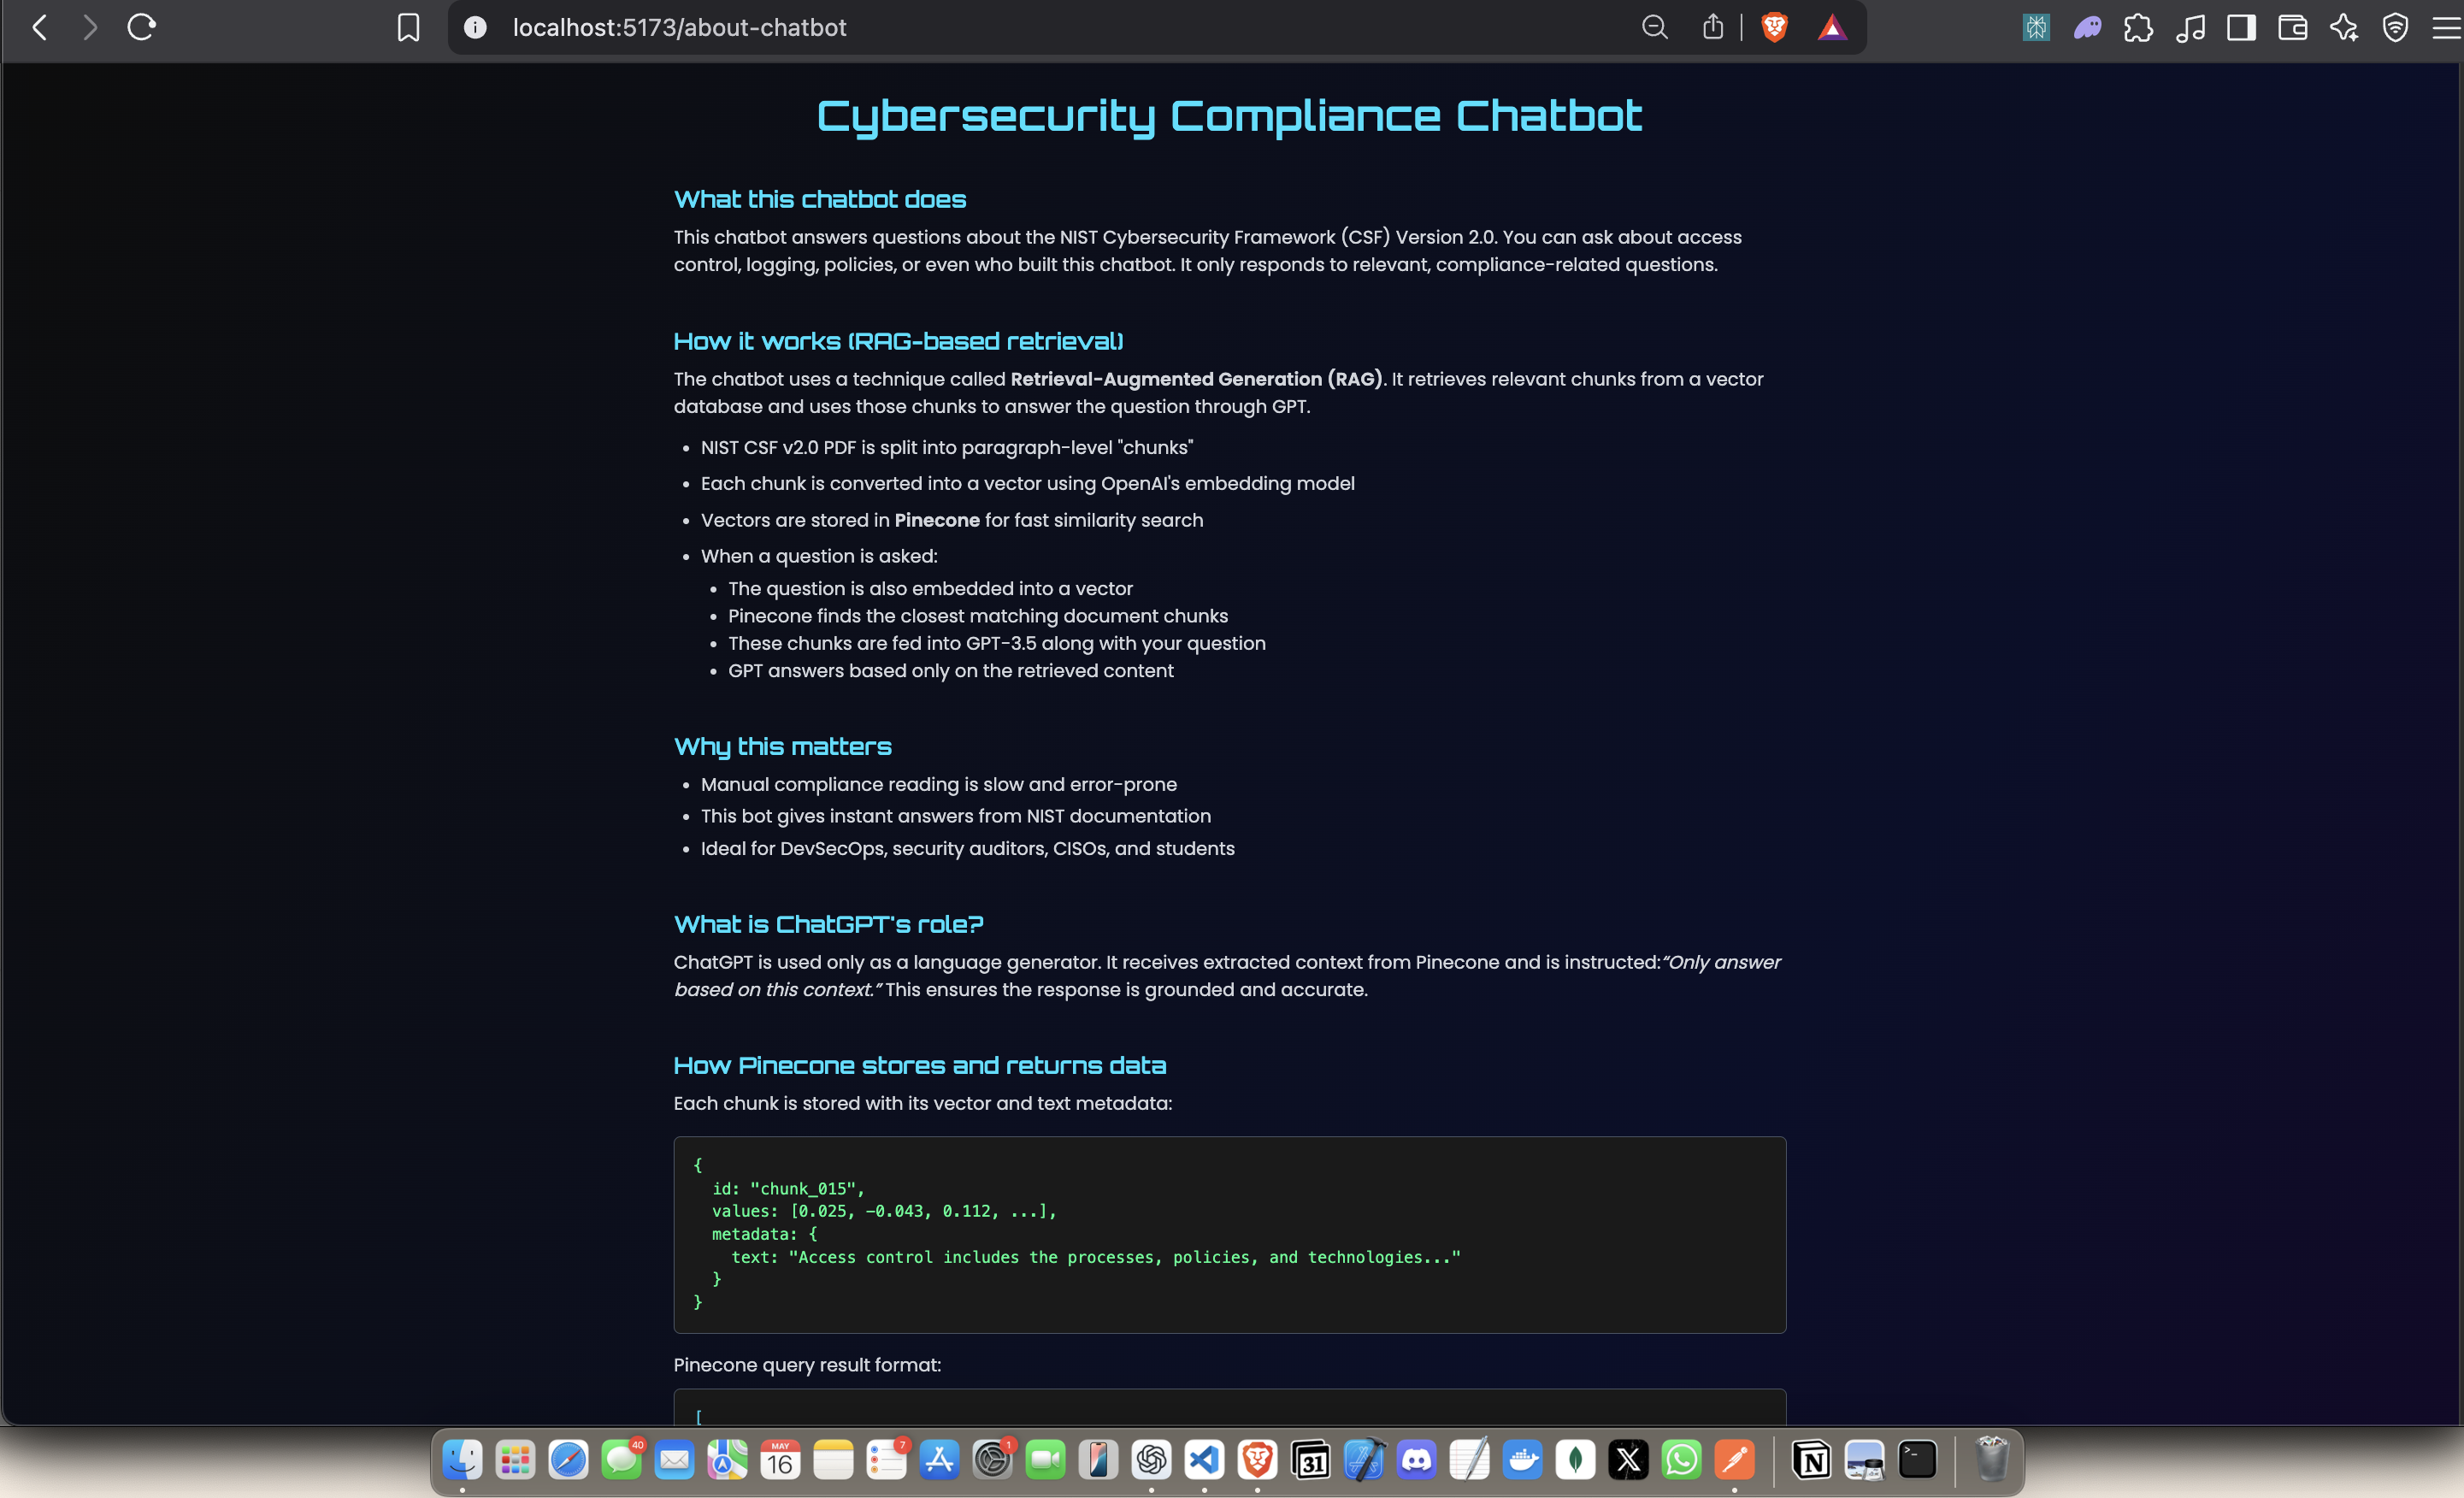 localhost:5173/about-chatbot
Cybersecurity Compliance Chatbot
What this chatbot does
This chatbot answers questions about the NIST Cybersecurity Framework (CSF) Version 2.0. You can ask about access
control, logging, policies, or even who built this chatbot. It only responds to relevant, compliance-related questions.
How it works (RAG-based retrieval)
The chatbot uses a technique called Retrieval-Augmented Generation (RAG). It retrieves relevant chunks from a vector
database and uses those chunks to answer the question through GPT.
• NIST CSF v2.0 PDF is split into paragraph-level "chunks"
• Each chunk is converted into a vector using OpenAI's embedding model
• Vectors are stored in Pinecone for fast similarity search
• When a question is asked:
• The question is also embedded into a vector
• Pinecone finds the closest matching document chunks
• These chunks are fed into GPT-3.5 along with your question
• GPT answers based only on the retrieved content
Why this matters
• Manual compliance reading is slow and error-prone
• This bot gives instant answers from NIST documentation
• Ideal for DevSecOps, security auditors, CISOs, and students
What is ChatGPT's role?
ChatGPT is used only as a language generator. It receives extracted context from Pinecone and is instructed:“Only answer
based on this context.” This ensures the response is grounded and accurate.
How Pinecone stores and returns data
Each chunk is stored with its vector and text metadata:
{
id: "chunk_015",
values: [0.025, -0.043, 0.112, ...],
metadata: {
text: "Access control includes the processes, policies, and technologies..."
}
}
Pinecone query result format:
[
40
MAY
16
7
1
31